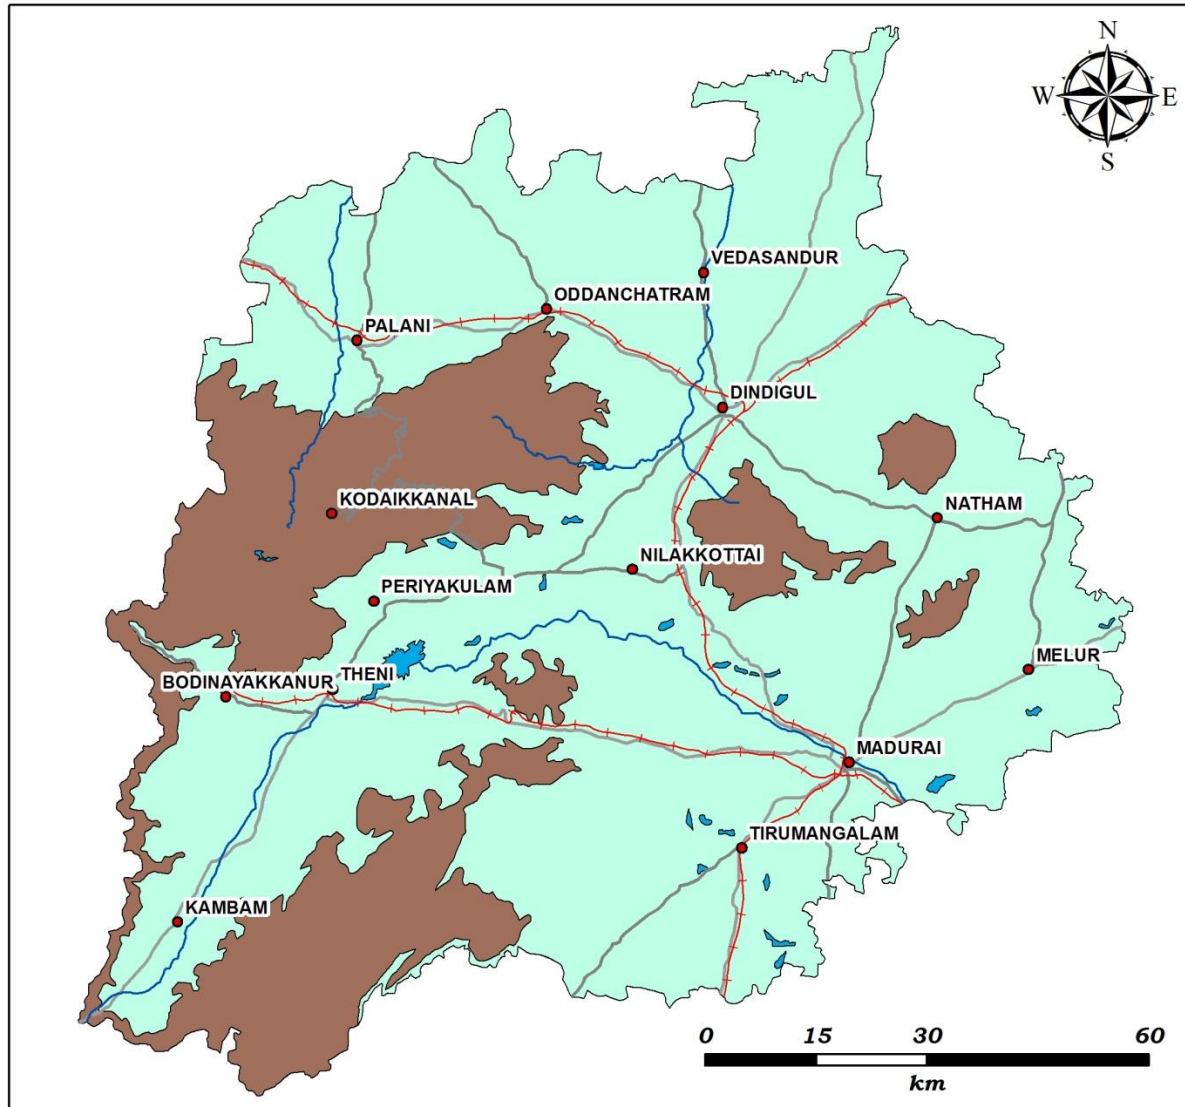 N
W E
S
VEDASANDUR
ODDANCHATRAM
PALANI
DINDIGUL
KODAIKKANAL
NATHAM
NILAKKOTTAI
PERIYAKULAM
MELUR
THENI
BODINAYAKKANUR
MADURAI
TIRUMANGALAM
KAMBAM
0 15 30 60
km